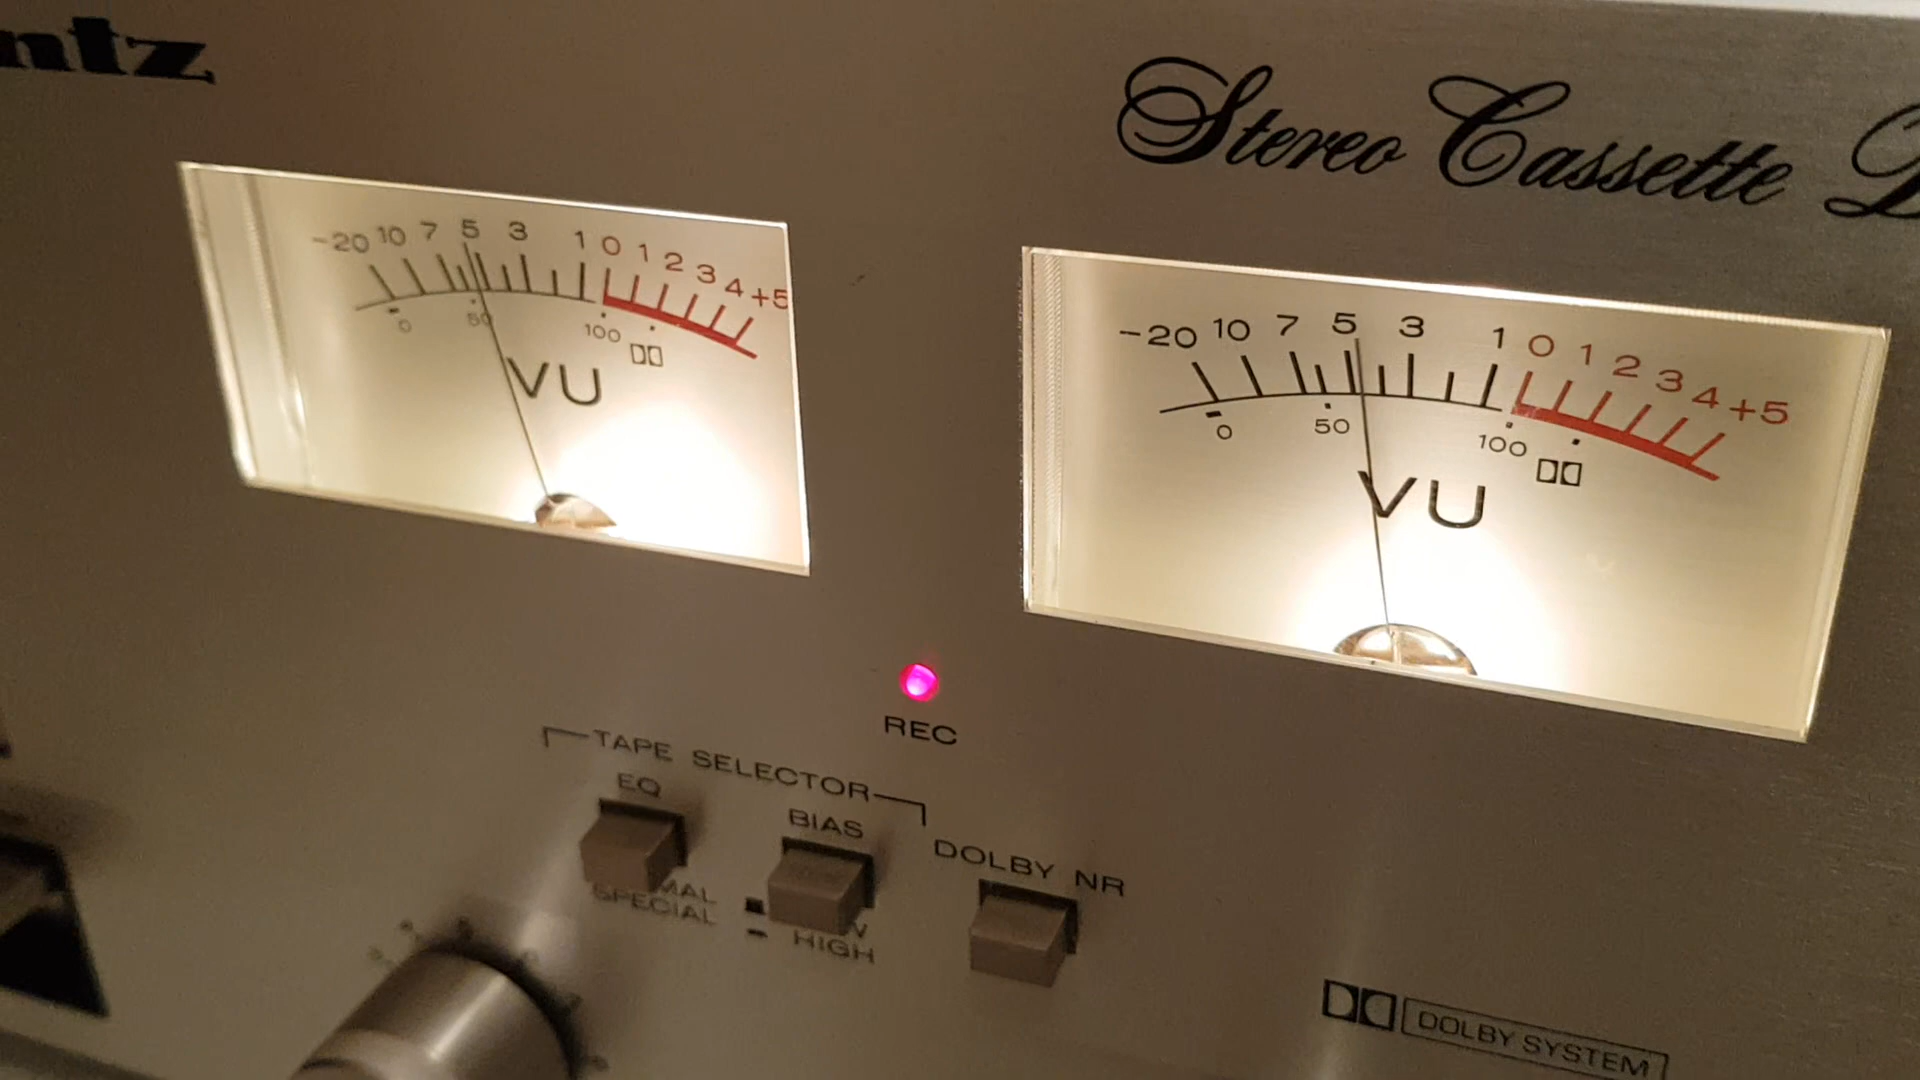 ntz
Stereo Cassette D
-20 10 7 5 3 1 0 1 2 3 4 +5
0 50 100
VU
-20 10 7 5 3 1 0 1 2 3 4 +5
0 50 100
VU
REC
TAPE SELECTOR
EQ
BIAS
DOLBY NR
MAL
SPECIAL
W
HIGH
DOLBY SYSTEM